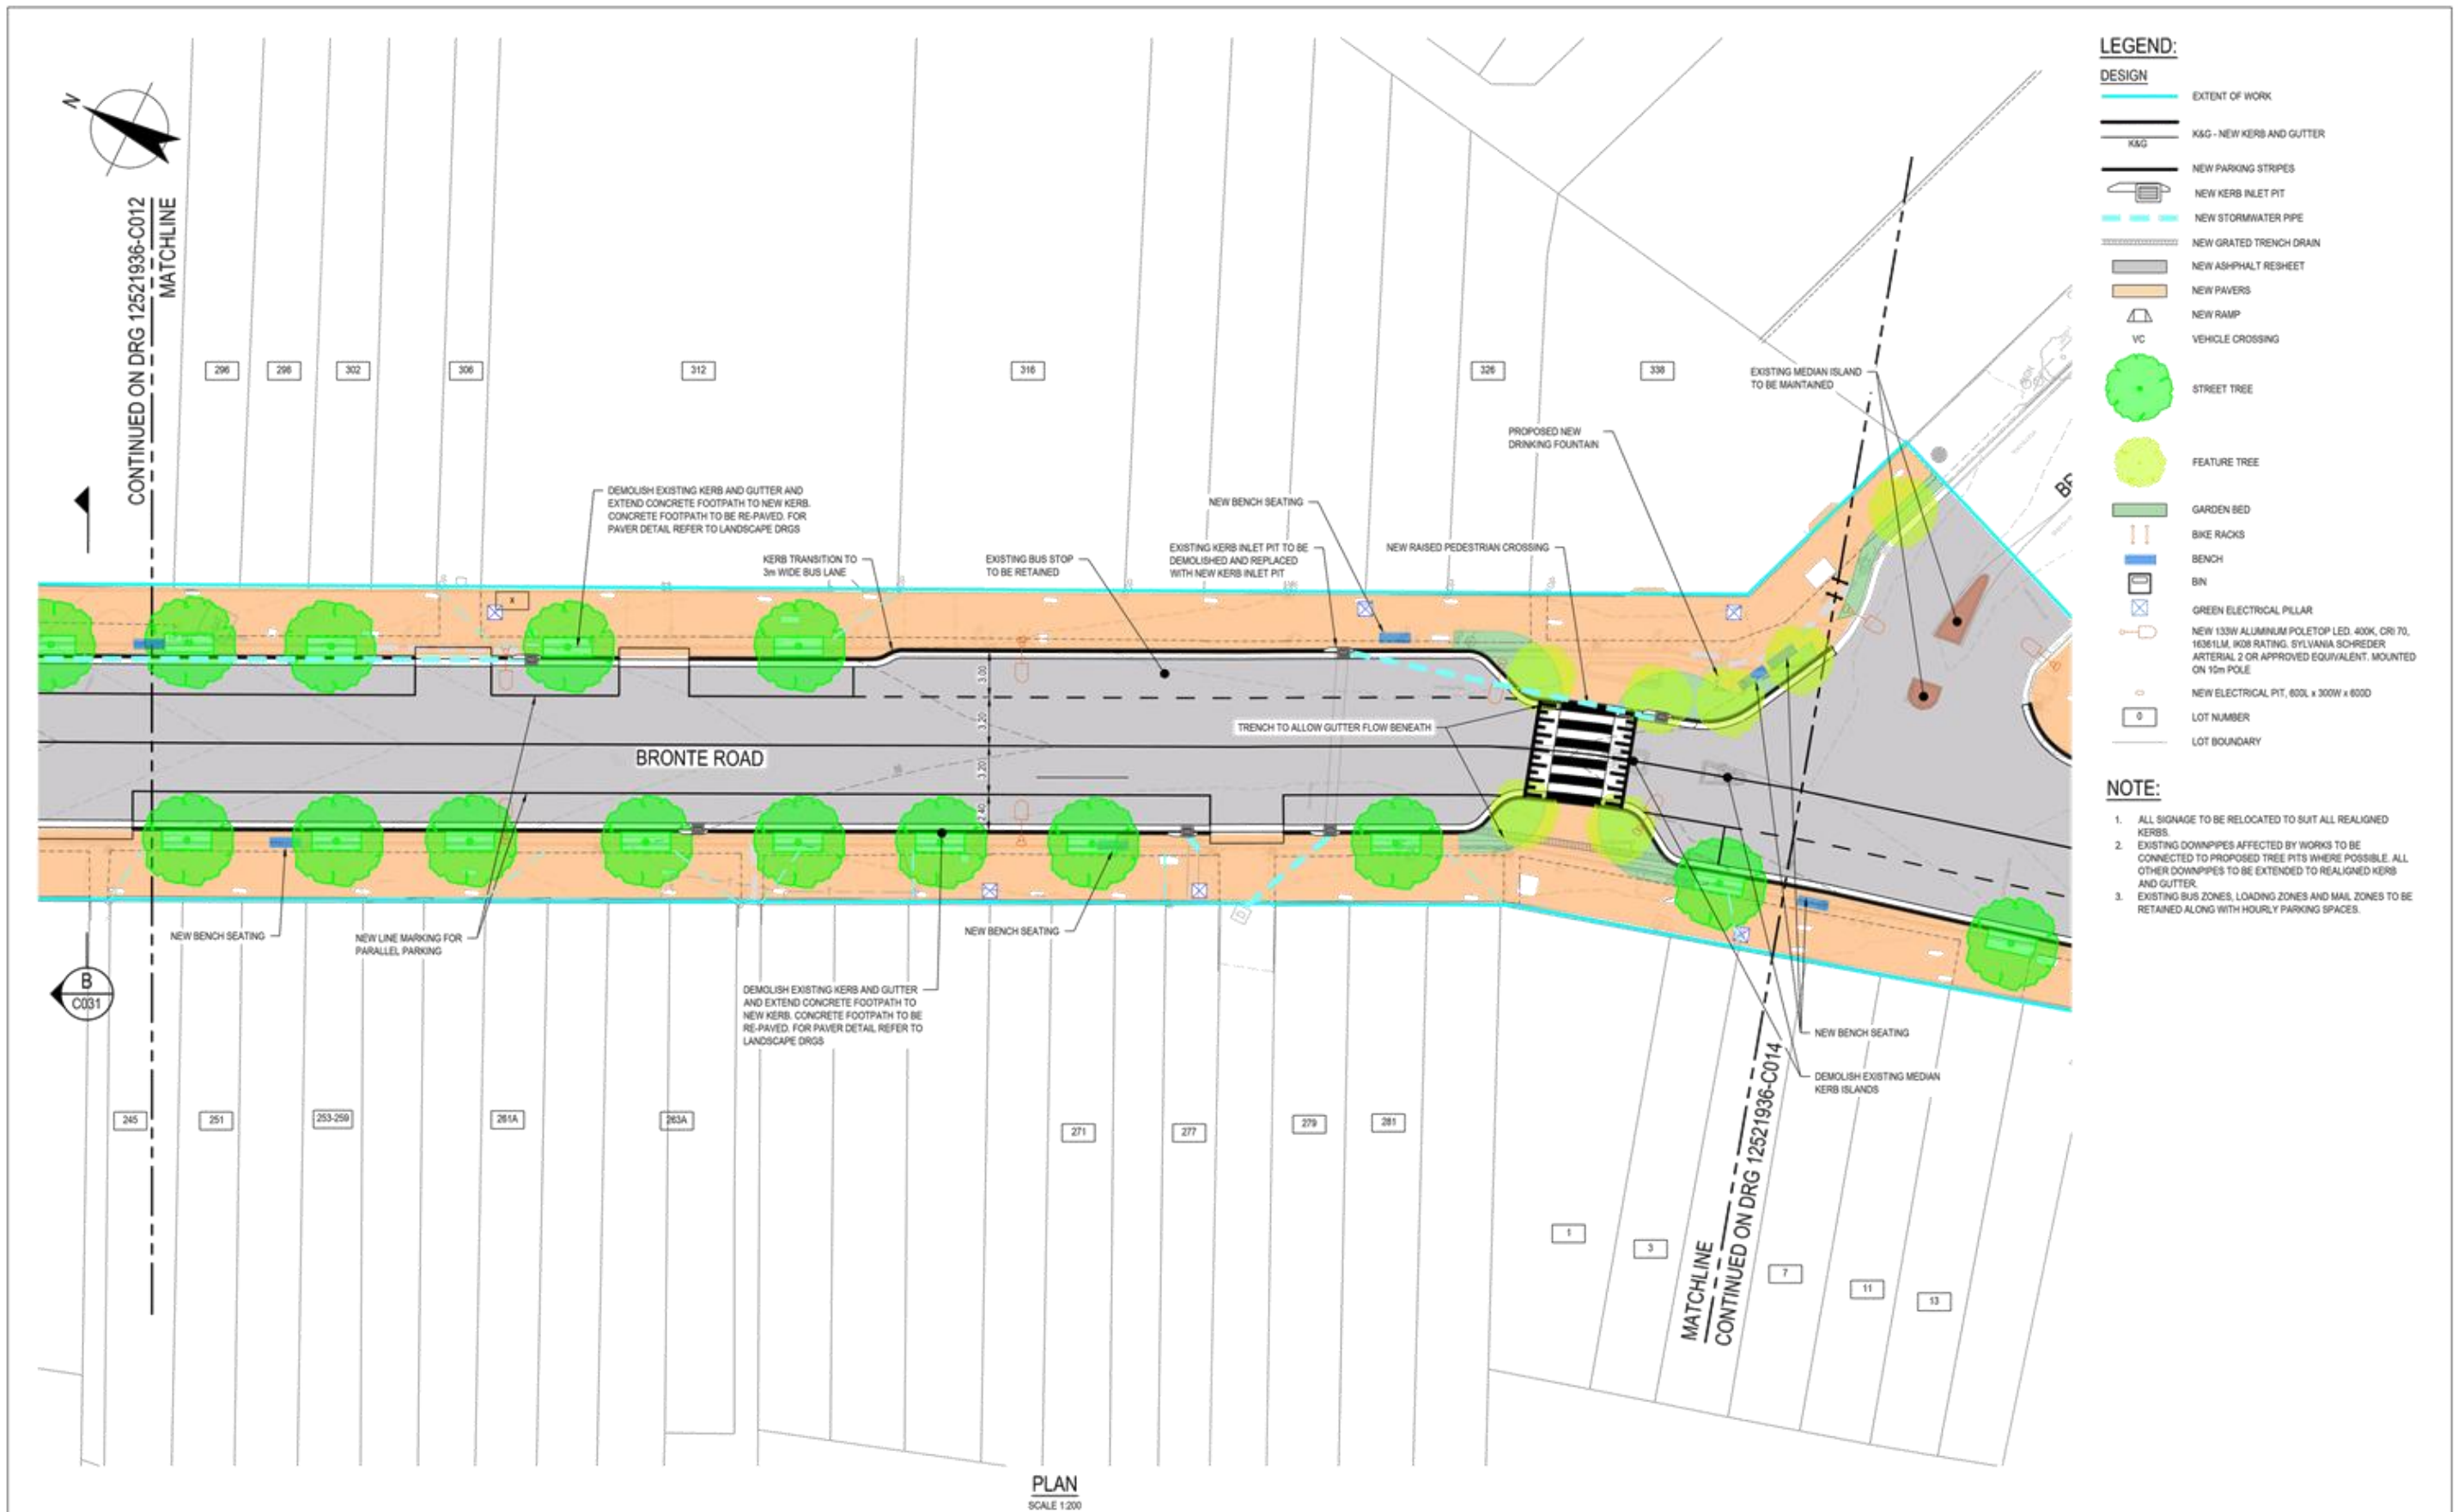 N
CONTINUED ON DRG 12521936-C012
MATCHLINE
296
298
302
306
312
316
326
338
EXISTING MEDIAN ISLAND
TO BE MAINTAINED
PROPOSED NEW
DRINKING FOUNTAIN
DEMOLISH EXISTING KERB AND GUTTER AND
EXTEND CONCRETE FOOTPATH TO NEW KERB.
CONCRETE FOOTPATH TO BE RE-PAVED. FOR
PAVER DETAIL REFER TO LANDSCAPE DRGS
KERB TRANSITION TO
3m WIDE BUS LANE
EXISTING BUS STOP
TO BE RETAINED
NEW BENCH SEATING
EXISTING KERB INLET PIT TO BE
DEMOLISHED AND REPLACED
WITH NEW KERB INLET PIT
NEW RAISED PEDESTRIAN CROSSING
X
3.00
3.20
3.20
2.40
TRENCH TO ALLOW GUTTER FLOW BENEATH
BRONTE ROAD
NEW BENCH SEATING
NEW LINE MARKING FOR
PARALLEL PARKING
NEW BENCH SEATING
DEMOLISH EXISTING KERB AND GUTTER
AND EXTEND CONCRETE FOOTPATH TO
NEW KERB. CONCRETE FOOTPATH TO BE
RE-PAVED. FOR PAVER DETAIL REFER TO
LANDSCAPE DRGS
D
B
C031
NEW BENCH SEATING
DEMOLISH EXISTING MEDIAN
KERB ISLANDS
245
251
253-259
261A
263A
271
277
279
281
1
3
7
11
13
MATCHLINE
CONTINUED ON DRG 12521936-C014
PLAN
SCALE 1:200
LEGEND:
DESIGN
EXTENT OF WORK
K&G - NEW KERB AND GUTTER
K&G
NEW PARKING STRIPES
NEW KERB INLET PIT
NEW STORMWATER PIPE
NEW GRATED TRENCH DRAIN
NEW ASHPHALT RESHEET
NEW PAVERS
NEW RAMP
VC VEHICLE CROSSING
STREET TREE
FEATURE TREE
GARDEN BED
BIKE RACKS
BENCH
BIN
GREEN ELECTRICAL PILLAR
NEW 133W ALUMINUM POLETOP LED. 400K, CRI 70,
16361LM, IK08 RATING. SYLVANIA SCHREDER
ARTERIAL 2 OR APPROVED EQUIVALENT. MOUNTED
ON 10m POLE
NEW ELECTRICAL PIT, 600L x 300W x 600D
0 LOT NUMBER
LOT BOUNDARY
NOTE:
1. ALL SIGNAGE TO BE RELOCATED TO SUIT ALL REALIGNED
KERBS.
2. EXISTING DOWNPIPES AFFECTED BY WORKS TO BE
CONNECTED TO PROPOSED TREE PITS WHERE POSSIBLE. ALL
OTHER DOWNPIPES TO BE EXTENDED TO REALIGNED KERB
AND GUTTER.
3. EXISTING BUS ZONES, LOADING ZONES AND MAIL ZONES TO BE
RETAINED ALONG WITH HOURLY PARKING SPACES.